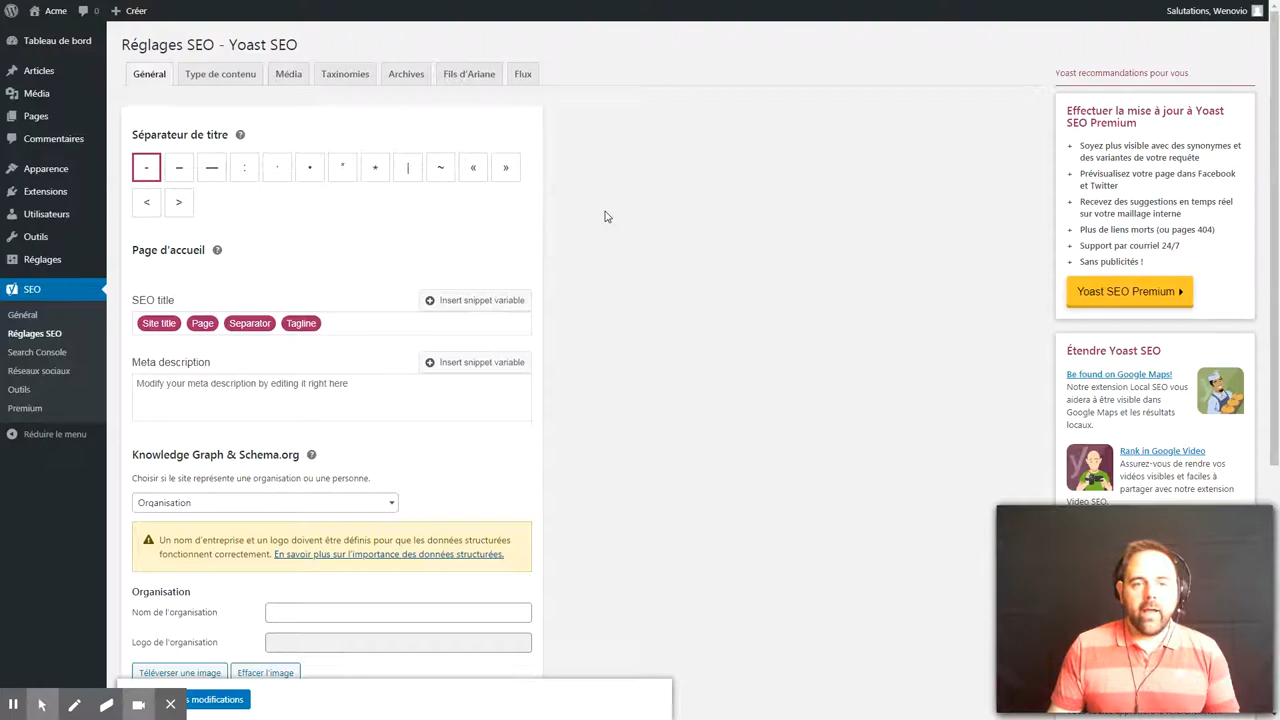 Acme
0
Créer
Salutations, Wenovio
Tableau de bord
Articles
Média
Pages
Commentaires
Apparence
Extensions
Utilisateurs
Outils
Réglages
SEO
Général
Réglages SEO
Search Console
Réseaux sociaux
Outils
Premium
Réduire le menu
Réglages SEO - Yoast SEO
Général
Type de contenu
Média
Taxinomies
Archives
Fils d'Ariane
Flux
Séparateur de titre
- – — : · • * ⋆ | ~ « »
< >
Page d'accueil
SEO title
Insert snippet variable
Site title Page Separator Tagline
Meta description
Insert snippet variable
Modify your meta description by editing it right here
Knowledge Graph & Schema.org
Choisir si le site représente une organisation ou une personne.
Organisation
Un nom d'entreprise et un logo doivent être définis pour que les données structurées
fonctionnent correctement. En savoir plus sur l'importance des données structurées.
Organisation
Nom de l'organisation
Logo de l'organisation
Téléverser une image
Effacer l'image
modifications
Yoast recommandations pour vous
Effectuer la mise à jour à Yoast
SEO Premium
+ Soyez plus visible avec des synonymes et
des variantes de votre requête
+ Prévisualisez votre page dans Facebook
et Twitter
+ Recevez des suggestions en temps réel
sur votre maillage interne
+ Plus de liens morts (ou pages 404)
+ Support par courriel 24/7
+ Sans publicités !
Yoast SEO Premium
Étendre Yoast SEO
Be found on Google Maps!
Notre extension Local SEO vous
aidera à être visible dans
Google Maps et les résultats
locaux.
Rank in Google Video
Assurez-vous de rendre vos
vidéos visibles et faciles à
partager avec notre extension
Video SEO.